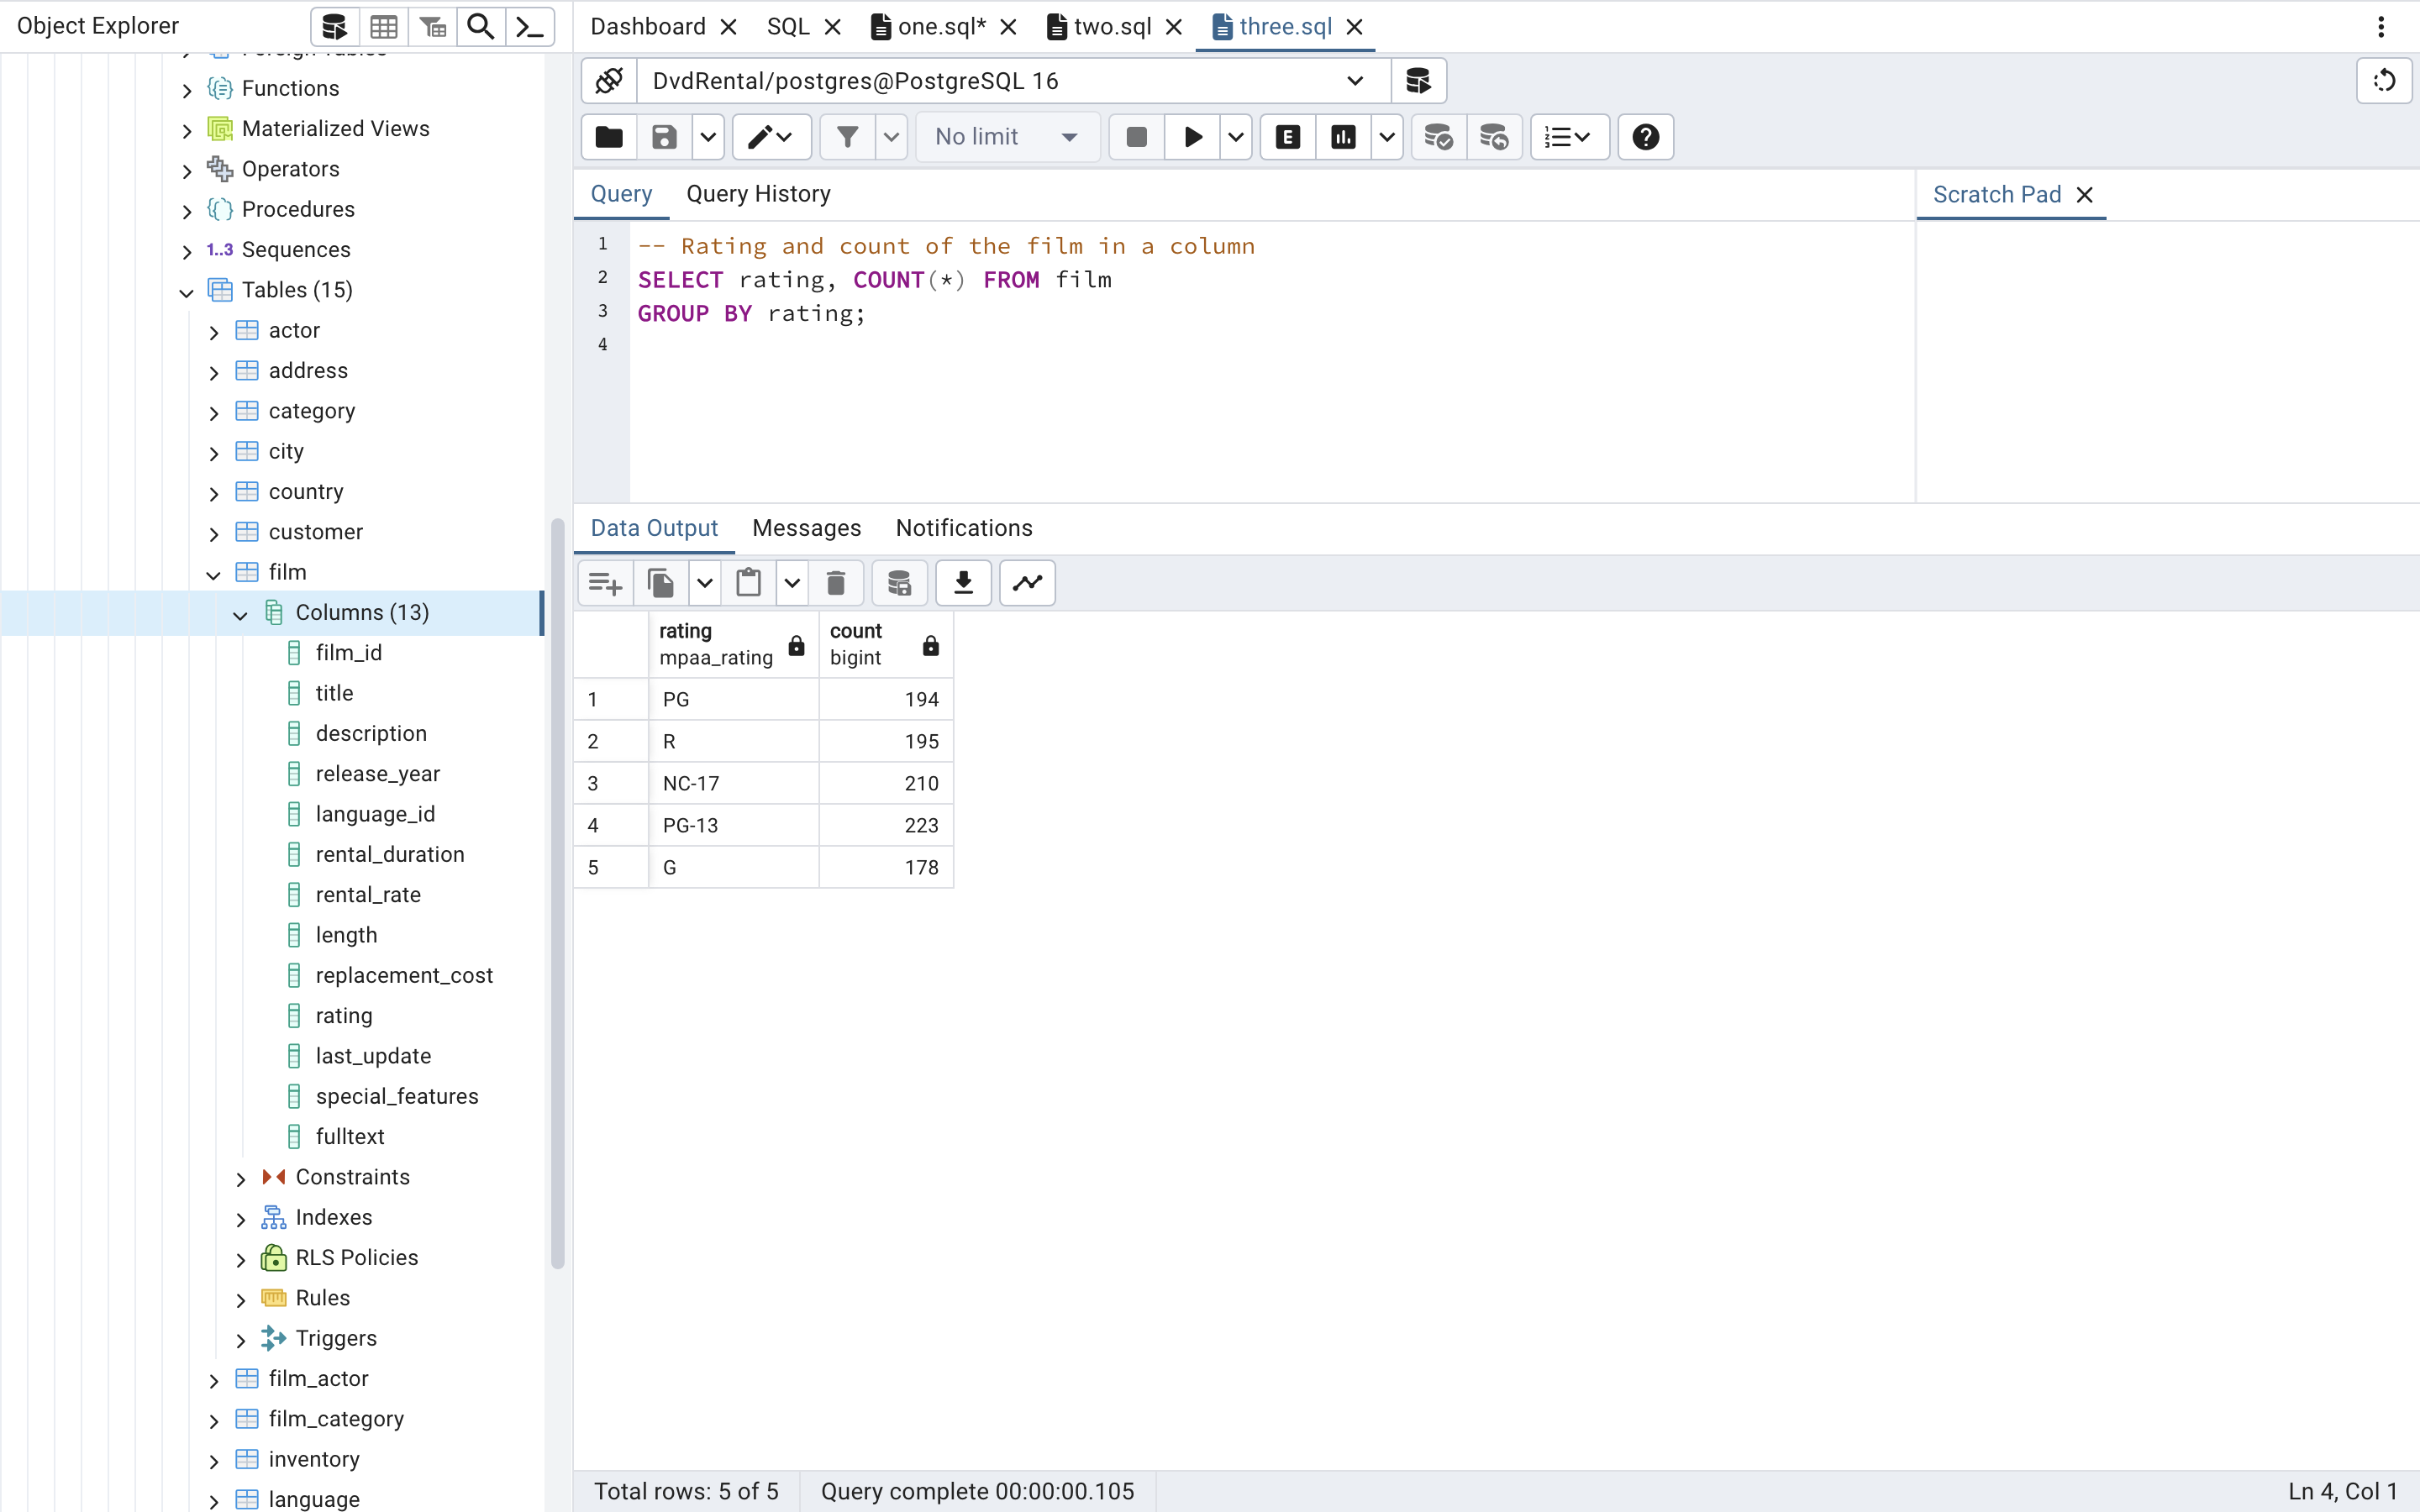 Object Explorer
Dashboard
SQL
one.sql*
two.sql
three.sql
Functions
Materialized Views
Operators
Procedures
1..3 Sequences
Tables (15)
actor
address
category
city
country
customer
film
Columns (13)
film_id
title
description
release_year
language_id
rental_duration
rental_rate
length
replacement_cost
rating
last_update
special_features
fulltext
Constraints
Indexes
RLS Policies
Rules
Triggers
film_actor
film_category
inventory
language
DvdRental/postgres@PostgreSQL 16
No limit
E
Query
Query History
Scratch Pad
1 -- Rating and count of the film in a column
2 SELECT rating, COUNT(*) FROM film
3 GROUP BY rating;
4
Data Output
Messages
Notifications
rating count
mpaa_rating bigint
1 PG 194
2 R 195
3 NC-17 210
4 PG-13 223
5 G 178
Total rows: 5 of 5
Query complete 00:00:00.105
Ln 4, Col 1